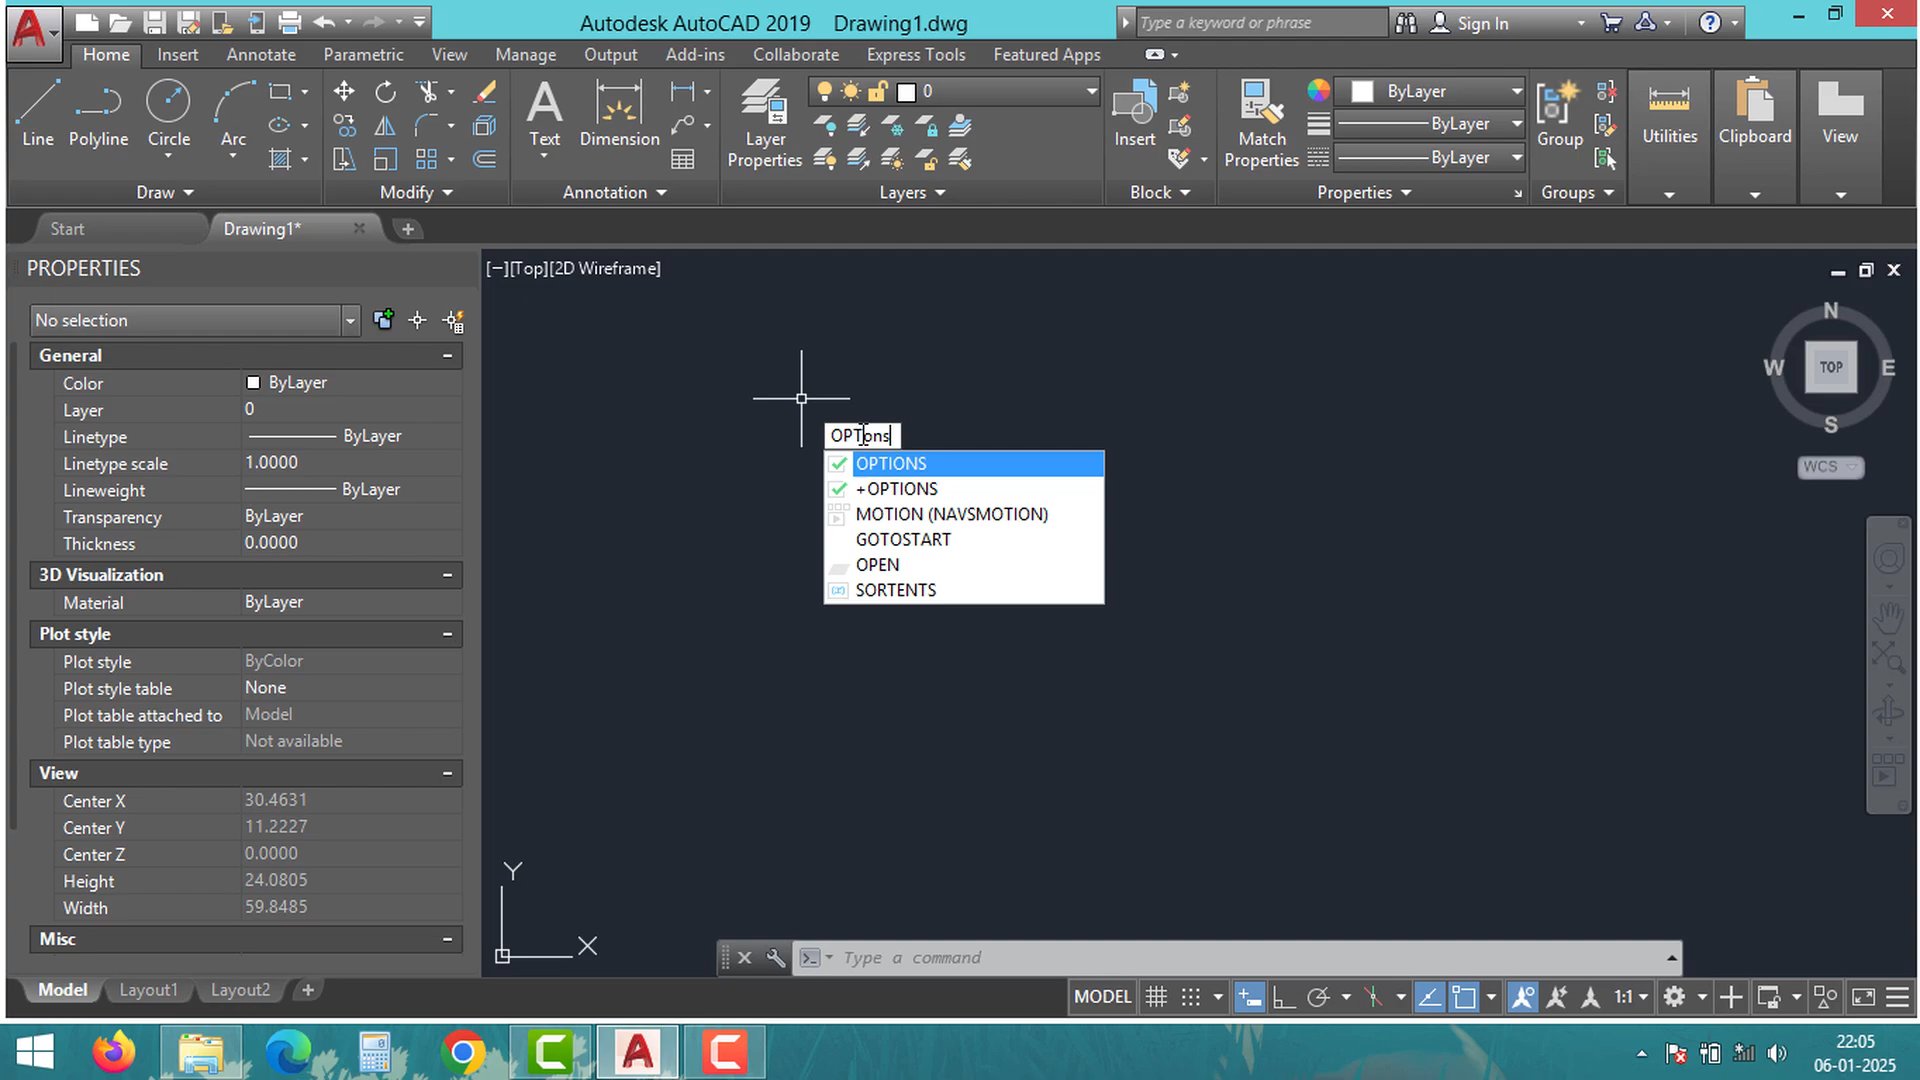 Autodesk AutoCAD 2019 Drawing1.dwg
Type a keyword or phrase
Sign In
Home Insert Annotate Parametric View Manage Output Add-ins Collaborate Express Tools Featured Apps
Line
Polyline
Circle
Arc
Text
Dimension
Layer
Properties
0
Insert
Match
Properties
ByLayer
ByLayer
ByLayer
Group
Utilities
Clipboard
View
Draw
Modify
Annotation
Layers
Block
Properties
Groups
Start
Drawing1*
PROPERTIES
No selection
General
Color ByLayer
Layer 0
Linetype ByLayer
Linetype scale 1.0000
Lineweight ByLayer
Transparency ByLayer
Thickness 0.0000
3D Visualization
Material ByLayer
Plot style
Plot style ByColor
Plot style table None
Plot table attached to Model
Plot table type Not available
View
Center X 30.4631
Center Y 11.2227
Center Z 0.0000
Height 24.0805
Width 59.8485
Misc
[−][Top][2D Wireframe]
OPTions
OPTIONS
+OPTIONS
MOTION (NAVSMOTION)
GOTOSTART
OPEN
SORTENTS
N
W TOP E
S
WCS
Y
X
Type a command
Model Layout1 Layout2
MODEL
1:1
22:05
06-01-2025